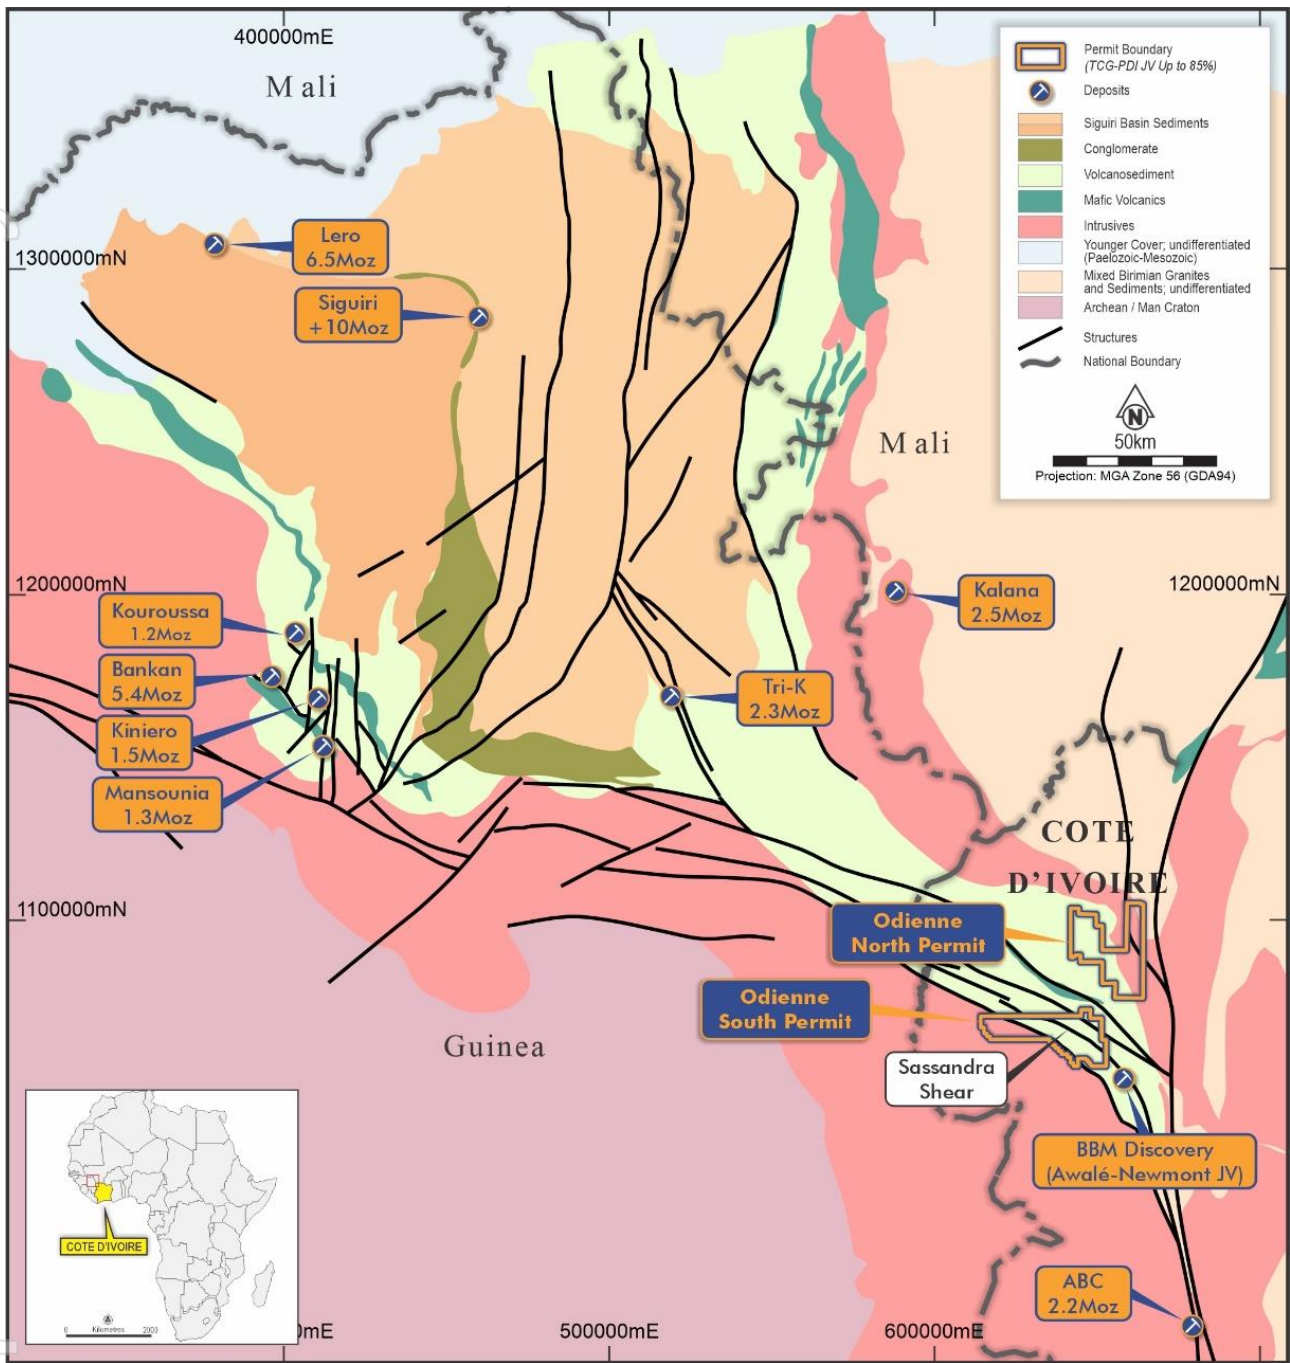 400000mE
Mali
Permit Boundary
(TCG-PDI JV Up to 85%)
Deposits
Siguiri Basin Sediments
Conglomerate
Volcanosediment
Mafic Volcanics
Intrusives
Younger Cover; undifferentiated
(Paelozoic-Mesozoic)
Mixed Birimian Granites
and Sediments; undifferentiated
Archean / Man Craton
Structures
National Boundary
N
50km
Projection: MGA Zone 56 (GDA94)
Lero
6.5Moz
1300000mN
Siguiri
+10Moz
Mali
1200000mN
1200000mN
Kalana
2.5Moz
Kouroussa
1.2Moz
Bankan
5.4Moz
Tri-K
2.3Moz
Kiniero
1.5Moz
Mansounia
1.3Moz
COTE
D'IVOIRE
1100000mN
Odienne
North Permit
Odienne
South Permit
Guinea
Sassandra
Shear
BBM Discovery
(Awalé-Newmont JV)
COTE D'IVOIRE
ABC
2.2Moz
0 Kilometres 2000
mE
500000mE
600000mE